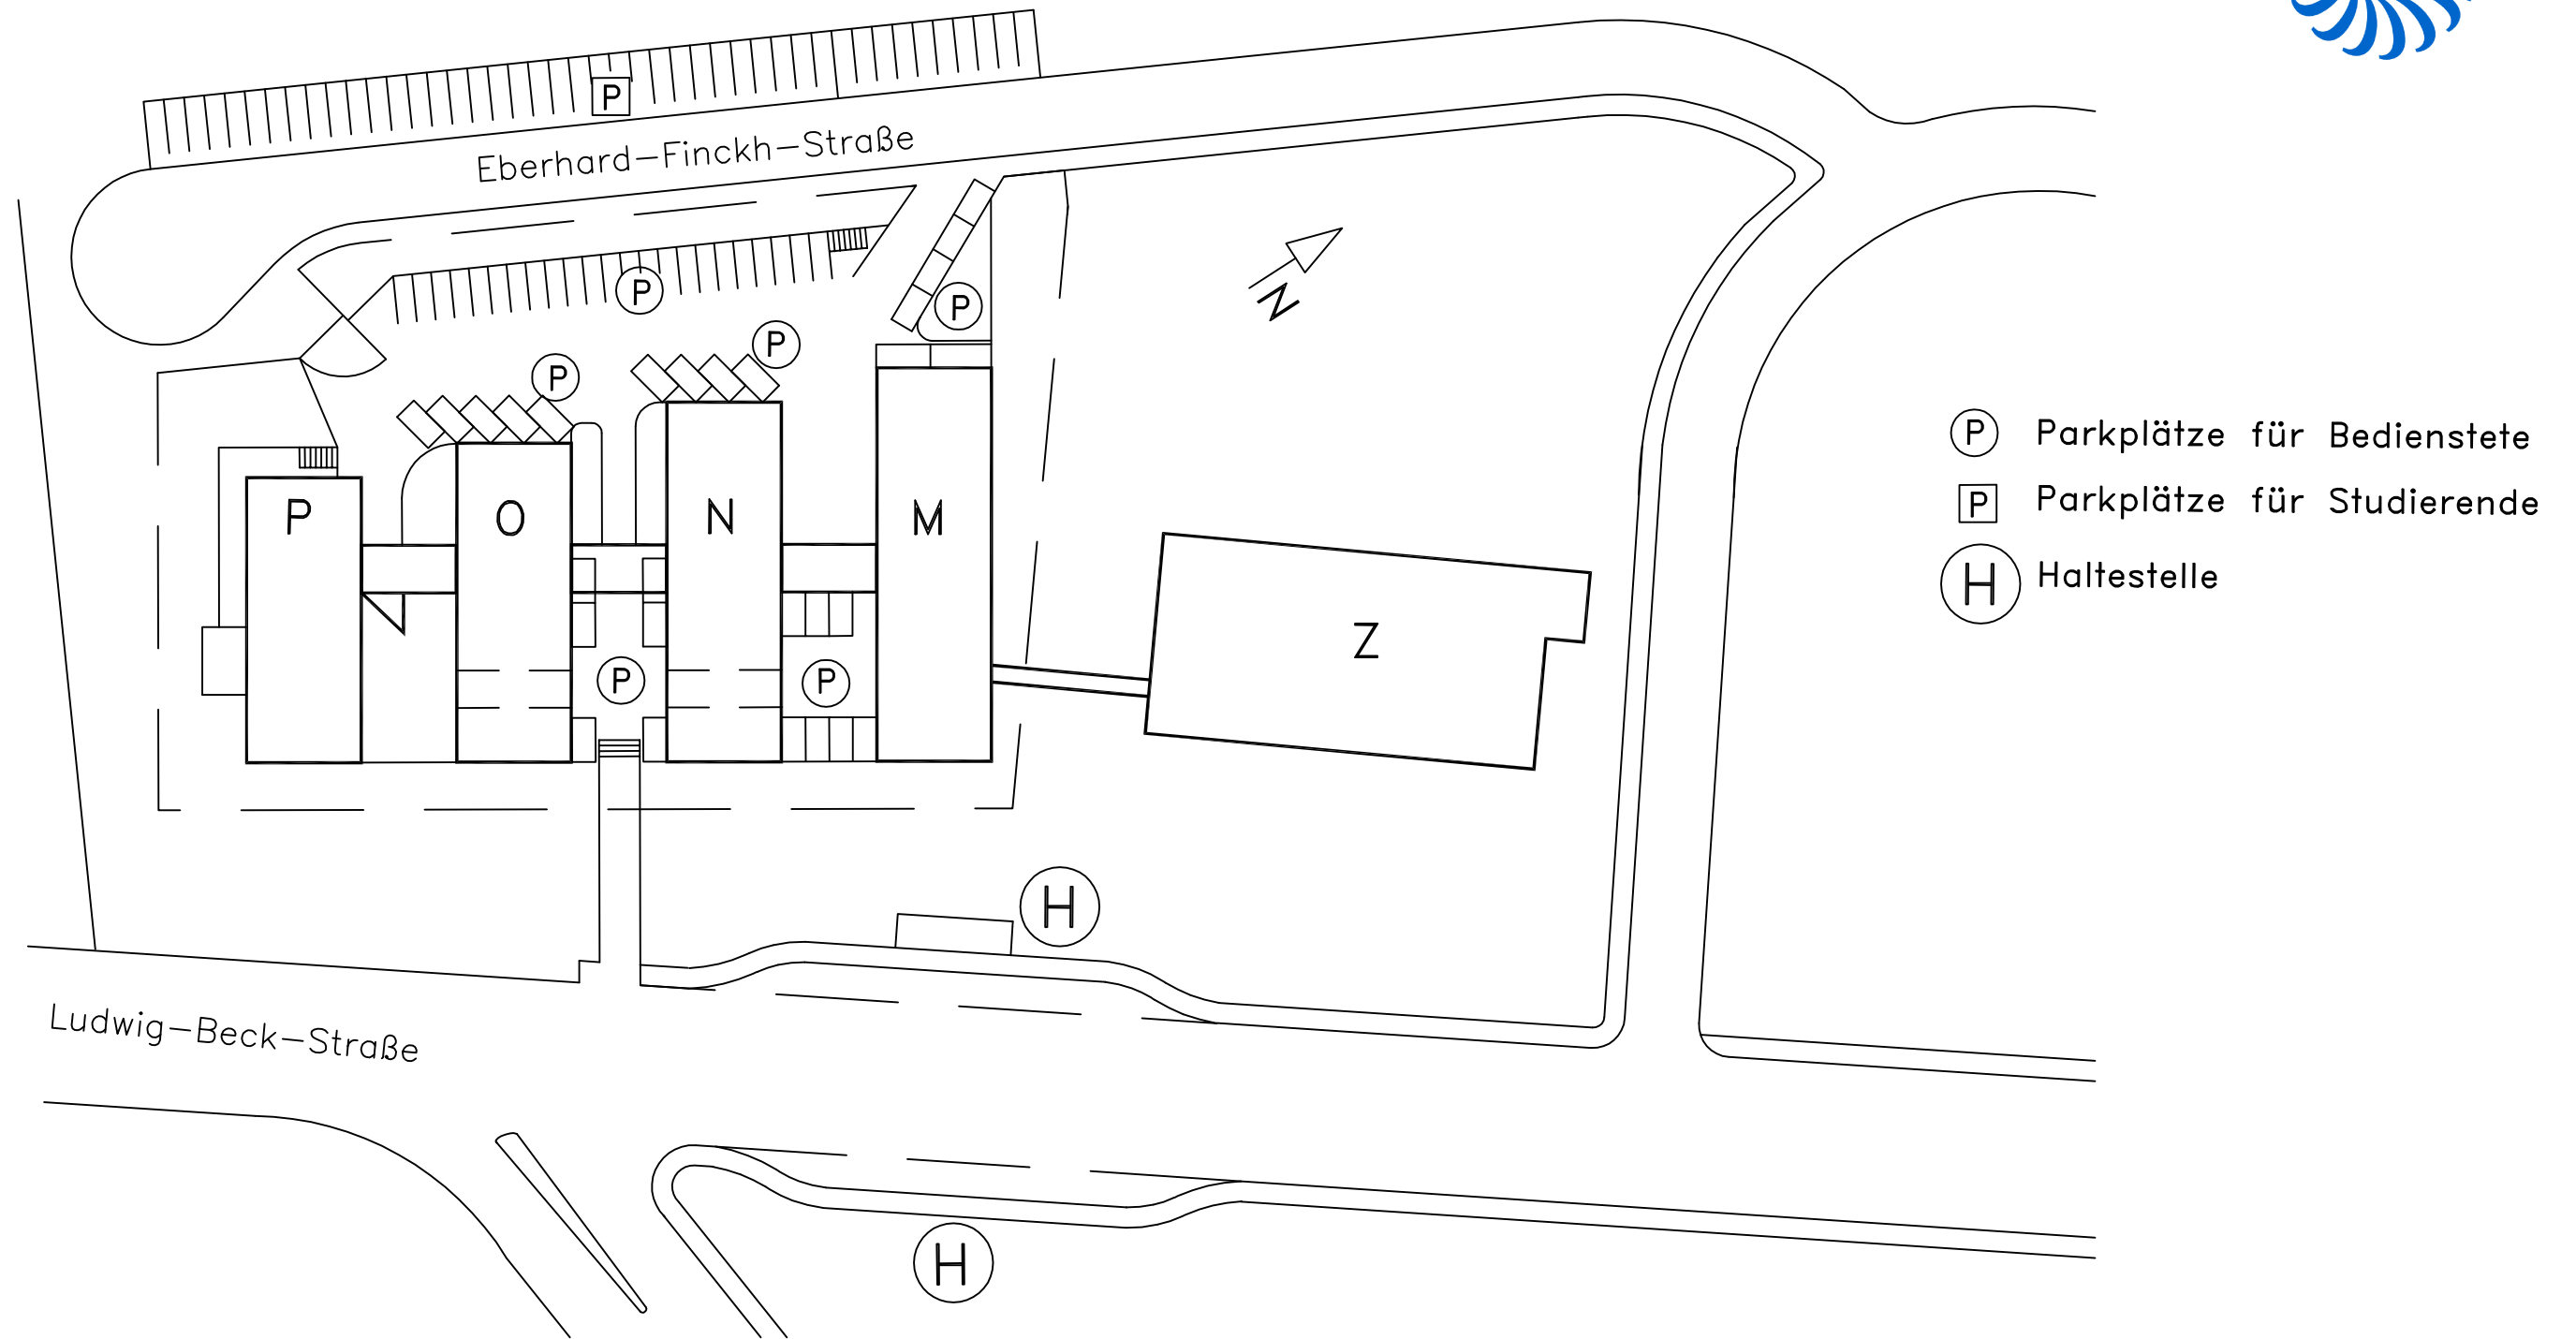 P
Eberhard-Finckh-Straße
P
P
P
P
N
P
O
N
M
Z
P
P
P Parkplätze für Bedienstete
P Parkplätze für Studierende
H Haltestelle
H
Ludwig-Beck-Straße
H